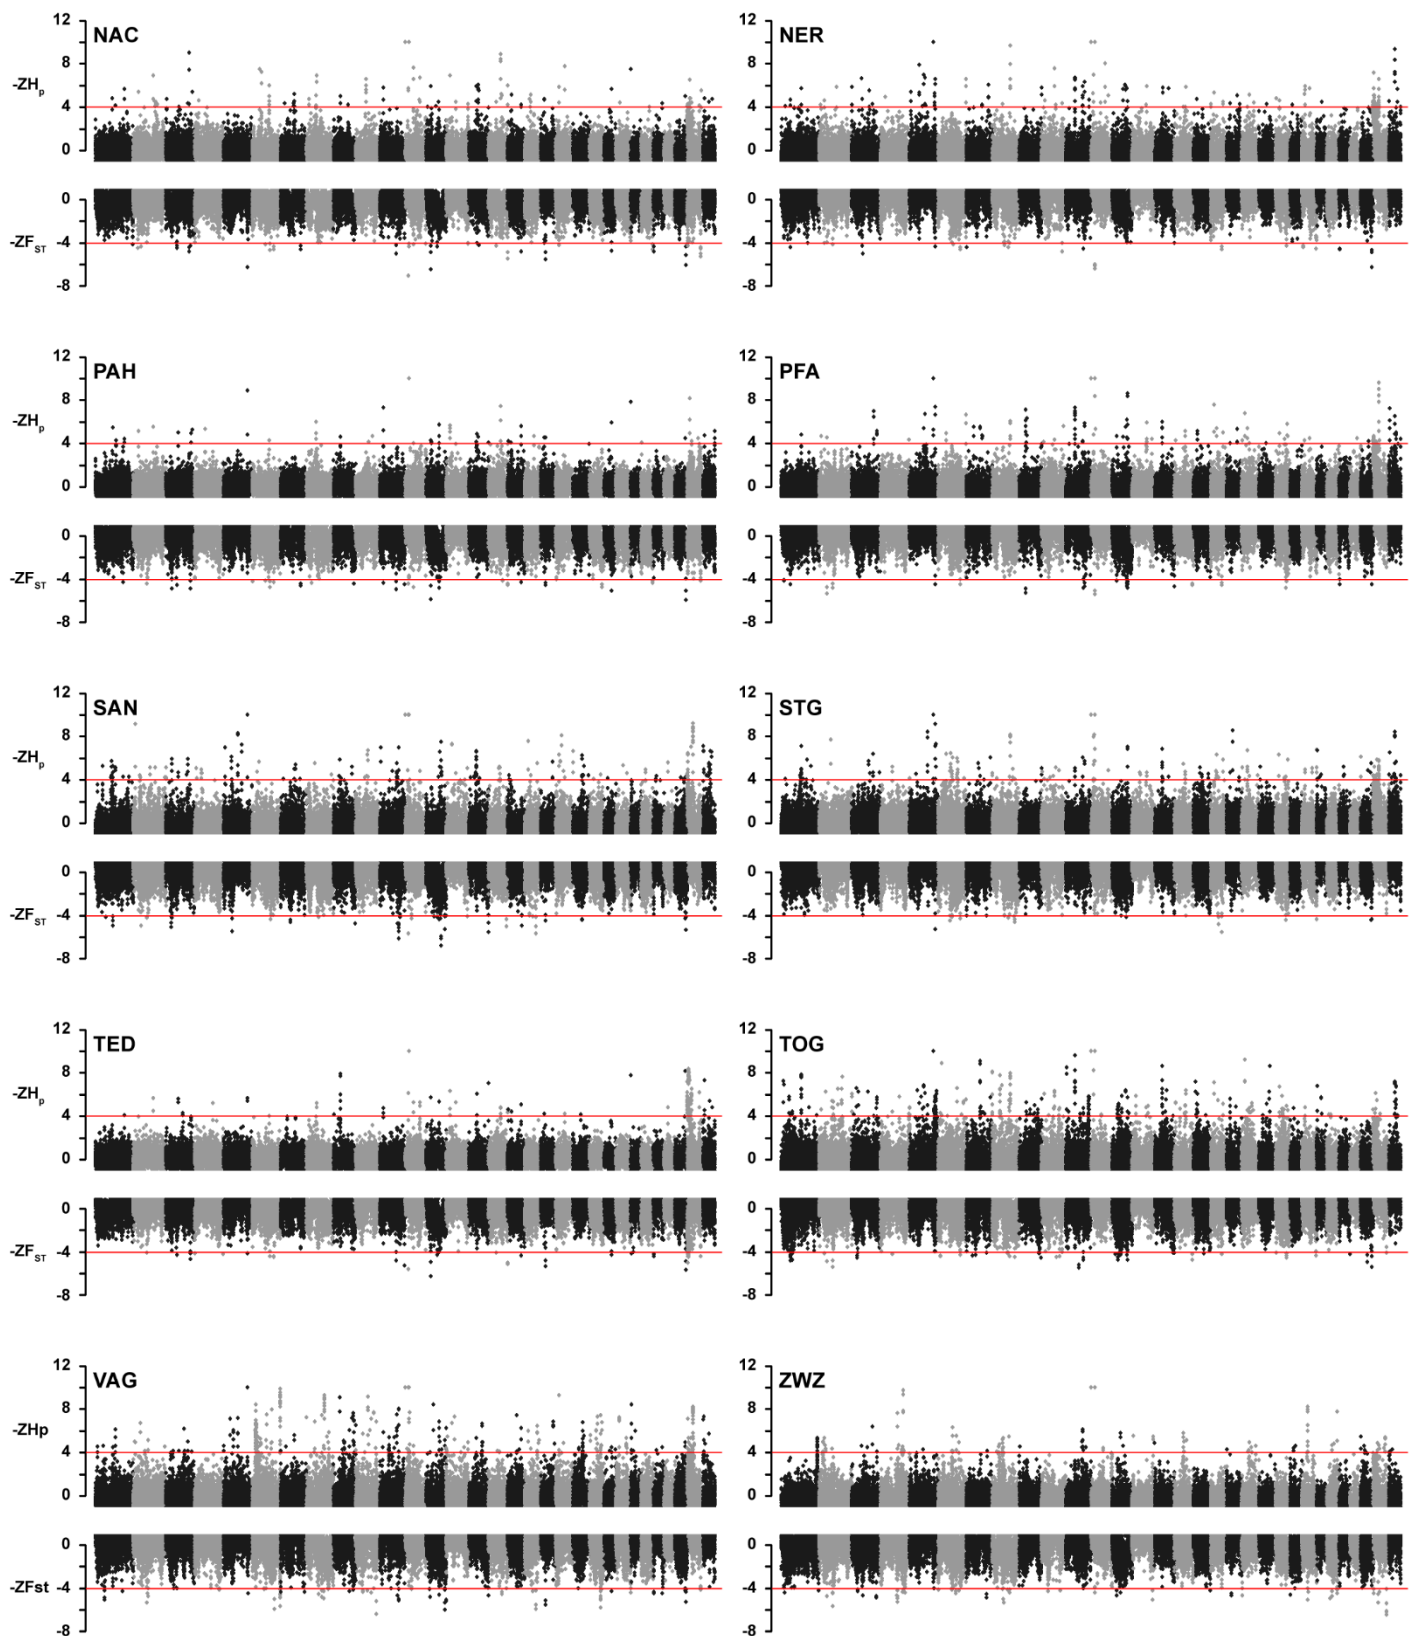 12 NAC 8 -ZHp 4 0
0 -ZFST -4 -8
12 NER 8 4 0
0 -4 -8
12 PAH 8 -ZHp 4 0
0 -ZFST -4 -8
12 PFA 8 4 0
0 -4 -8
12 SAN 8 -ZHp 4 0
0 -ZFST -4 -8
12 STG 8 4 0
0 -4 -8
12 TED 8 -ZHp 4 0
0 -ZFST -4 -8
12 TOG 8 4 0
0 -4 -8
12 VAG 8 -ZHp 4 0
0 -ZFst -4 -8
12 ZWZ 8 4 0
0 -4 -8